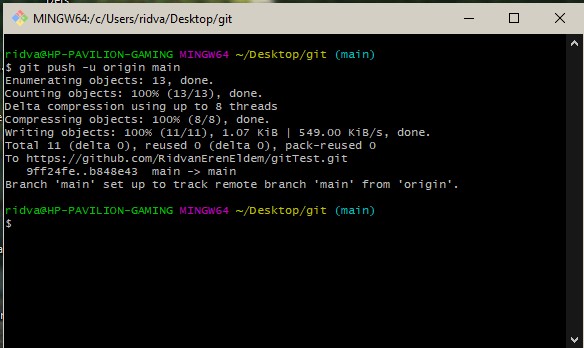 MINGW64:/c/Users/ridva/Desktop/git
ridva@HP-PAVILION-GAMING MINGW64 ~/Desktop/git (main)
$ git push -u origin main
Enumerating objects: 13, done.
Counting objects: 100% (13/13), done.
Delta compression using up to 8 threads
Compressing objects: 100% (8/8), done.
Writing objects: 100% (11/11), 1.07 KiB | 549.00 KiB/s, done.
Total 11 (delta 0), reused 0 (delta 0), pack-reused 0
To https://github.com/RidvanErenEldem/gitTest.git
   9ff24fe..b848e43  main -> main
Branch 'main' set up to track remote branch 'main' from 'origin'.
ridva@HP-PAVILION-GAMING MINGW64 ~/Desktop/git (main)
$